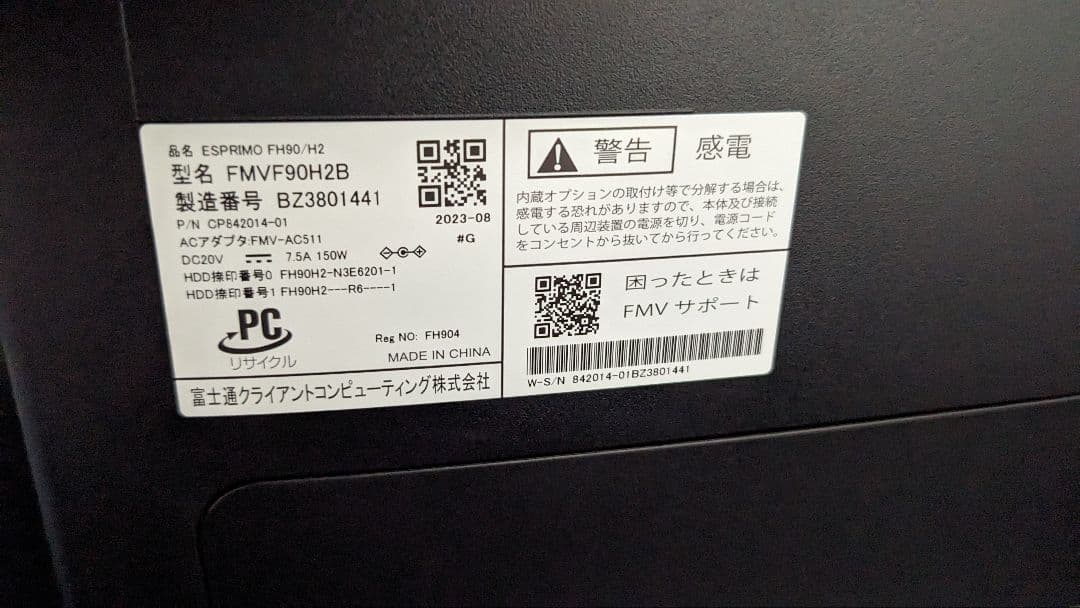 品名 ESPRIMO FH90/H2
型名 FMVF90H2B
製造番号 BZ3801441
P/N CP842014-01
2023-08
ACアダプタ:FMV-AC511
#G
DC20V 7.5A 150W
HDD捺印番号0 FH90H2-N3E6201-1
HDD捺印番号1 FH90H2---R6----1
PC
リサイクル
Reg NO: FH904
MADE IN CHINA
富士通クライアントコンピューティング株式会社
警告 感電
内蔵オプションの取付け等で分解する場合は、
感電する恐れがありますので、本体及び接続
している周辺装置の電源を切り、電源コード
をコンセントから抜いてから行ってください。
困ったときは
FMV サポート
W-S/N 842014-01BZ3801441